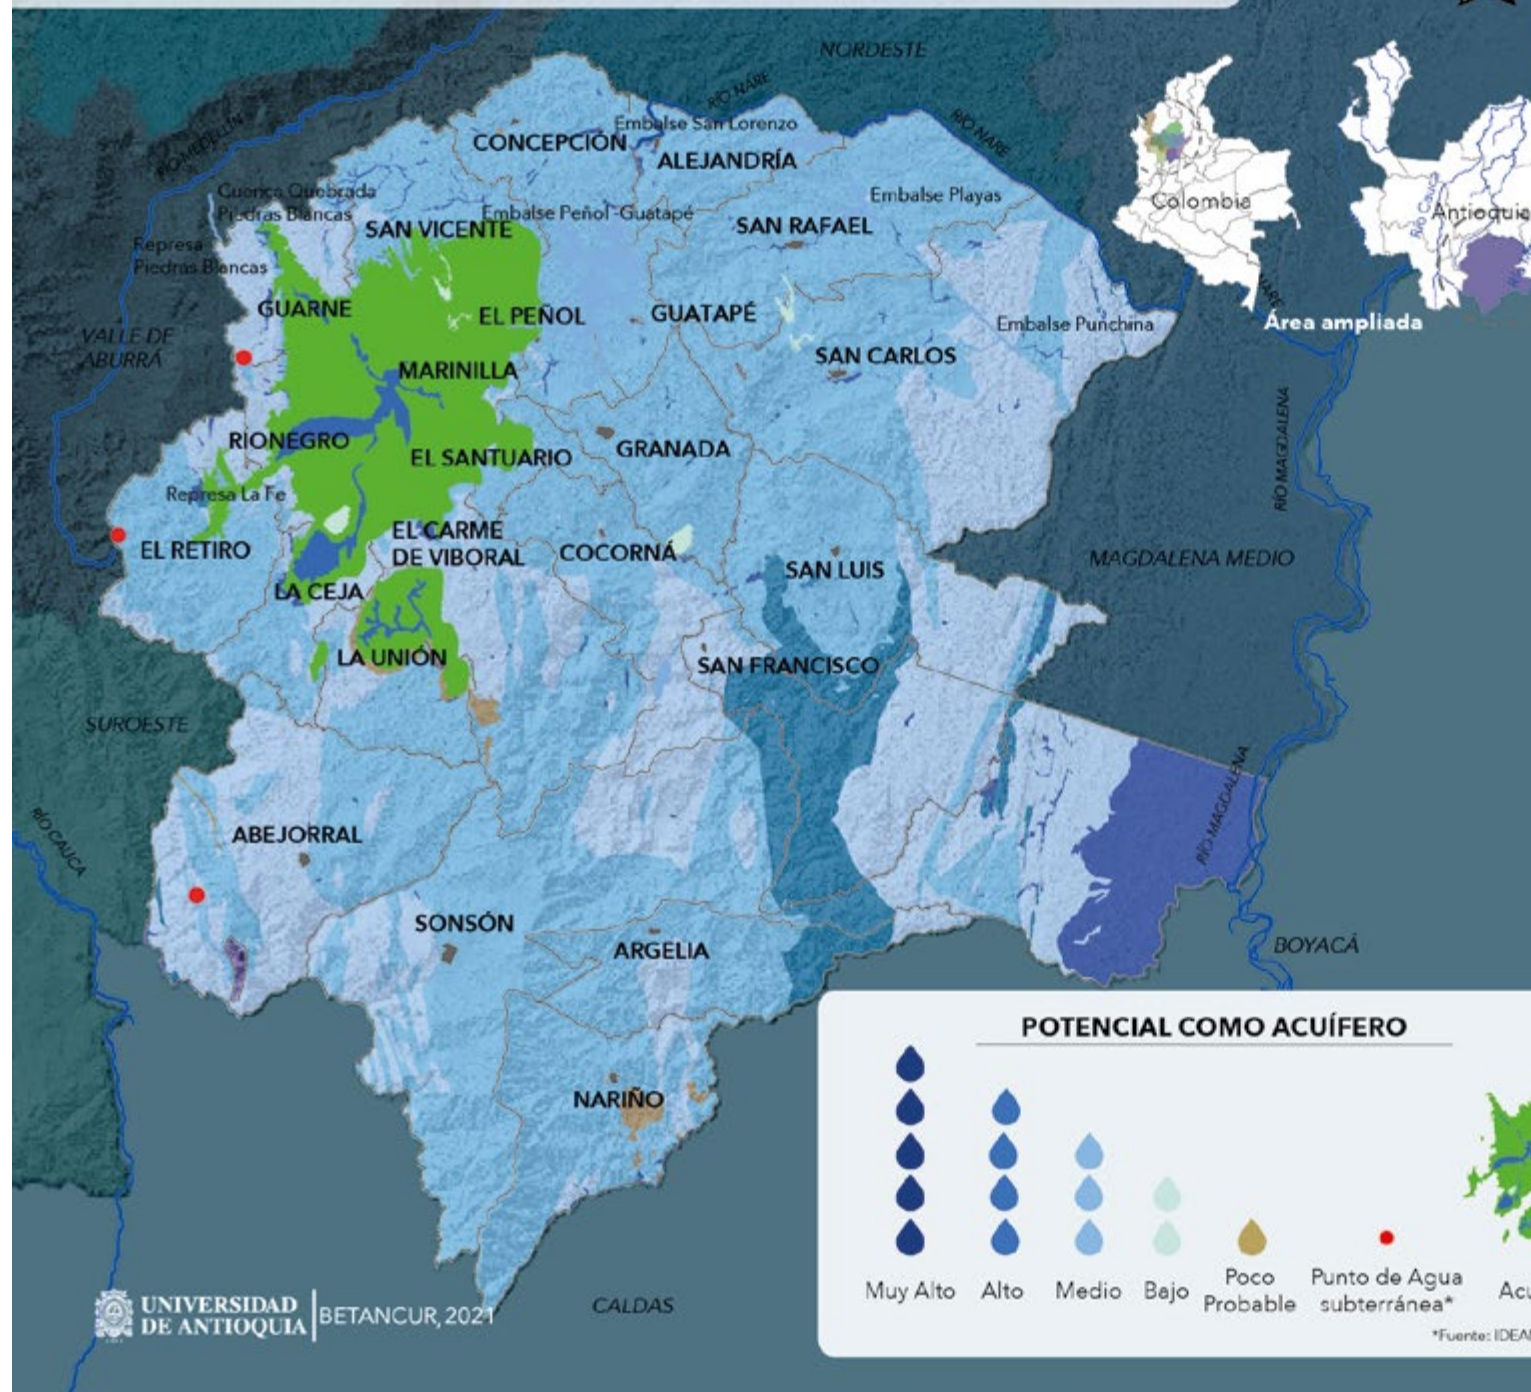 NORDESTE
RÍO NARE
Embalse San Lorenzo
CONCEPCIÓN
ALEJANDRÍA
RÍO NARE
RÍO MEDELLÍN
Cuenca Quebrada
Piedras Blancas
Embalse Peñol -Guatapé
Embalse Playas
SAN VICENTE
SAN RAFAEL
Represa
Piedras Blancas
Colombia
Río Cauca
Antioquia
NARE
Área ampliada
GUARNE
EL PEÑOL
GUATAPÉ
Embalse Punchina
VALLE DE
ABURRÁ
SAN CARLOS
MARINILLA
RIONEGRO
EL SANTUARIO
GRANADA
RÍO MAGDALENA
Represa La Fe
EL RETIRO
EL CARME
DE VIBORAL
COCORNÁ
SAN LUIS
MAGDALENA MEDIO
LA CEJA
LA UNIÓN
SAN FRANCISCO
SUROESTE
RÍO MAGDALENA
RÍO CAUCA
ABEJORRAL
SONSÓN
ARGELIA
BOYACÁ
NARIÑO
CALDAS
POTENCIAL COMO ACUÍFERO
Muy Alto
Alto
Medio
Bajo
Poco
Probable
Punto de Agua
subterránea*
Acu
*Fuente: IDEA
UNIVERSIDAD
DE ANTIOQUIA
BETANCUR, 2021